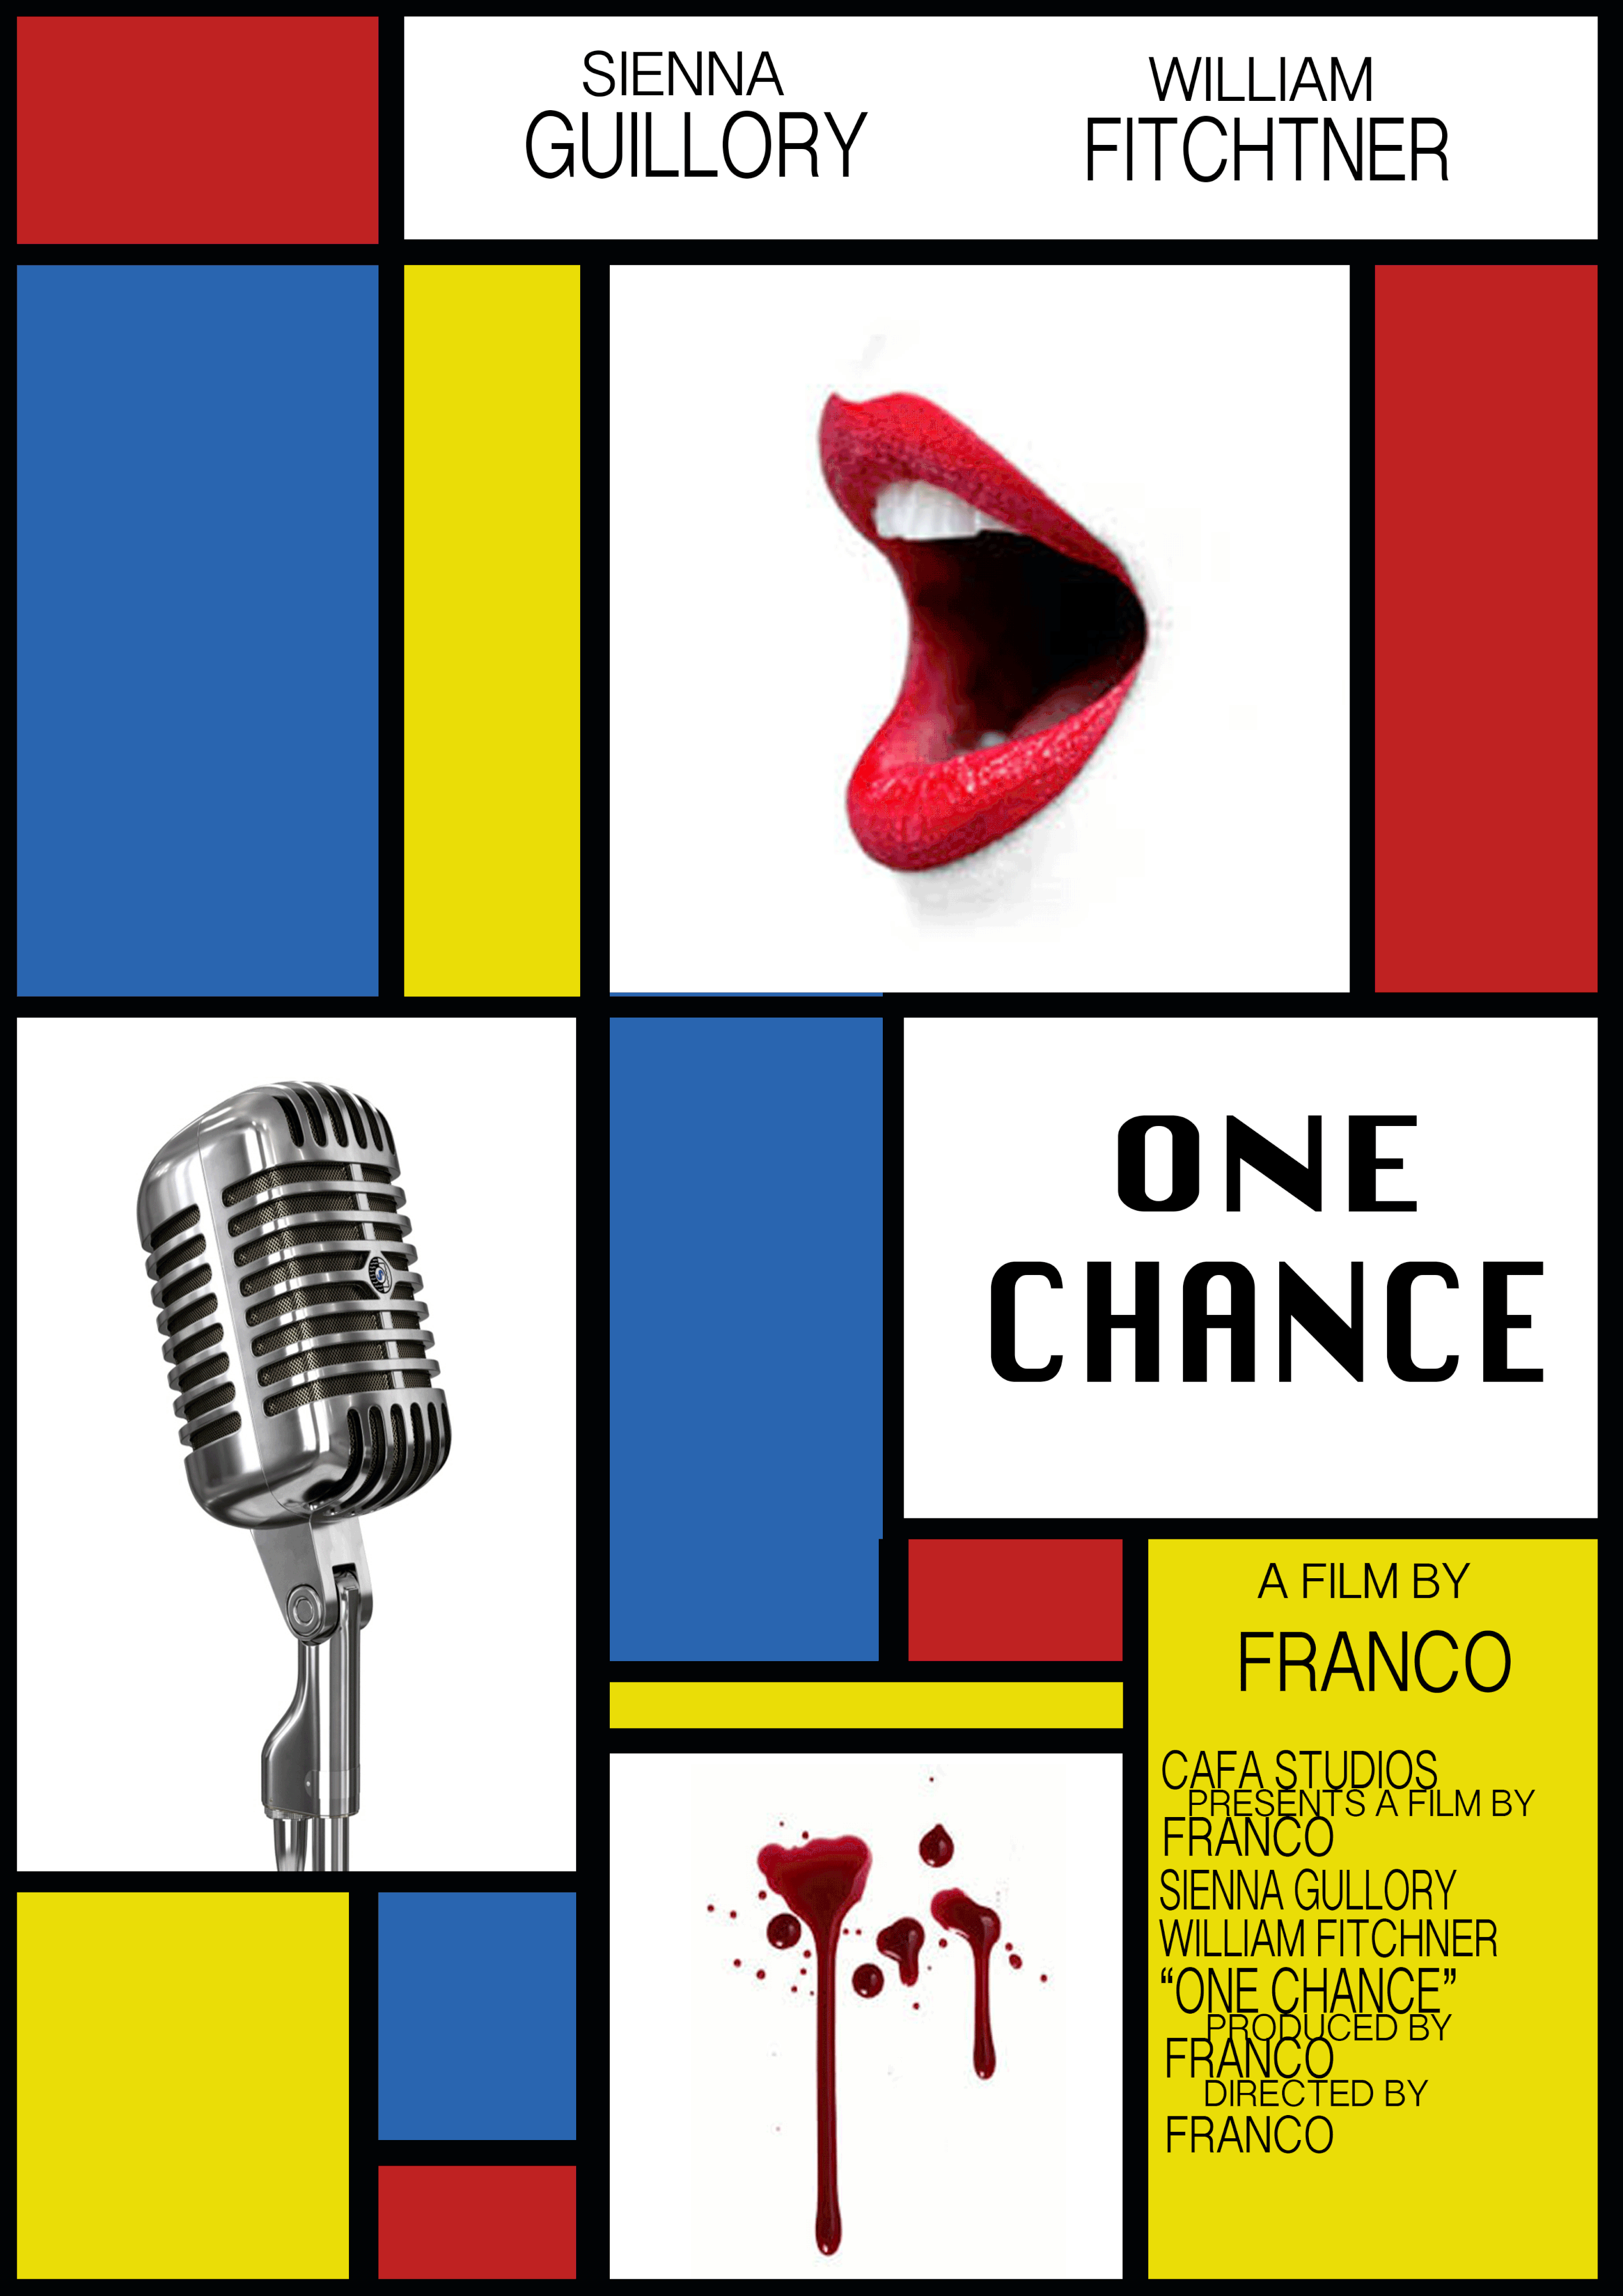 SIENNA
GUILLORY
WILLIAM
FITCHTNER
ONE
CHANCE
A FILM BY
FRANCO
CAFA STUDIOS
PRESENTS A FILM BY
FRANCO
SIENNA GULLORY
WILLIAM FITCHNER
“ONE CHANCE”
PRODUCED BY
FRANCO
DIRECTED BY
FRANCO